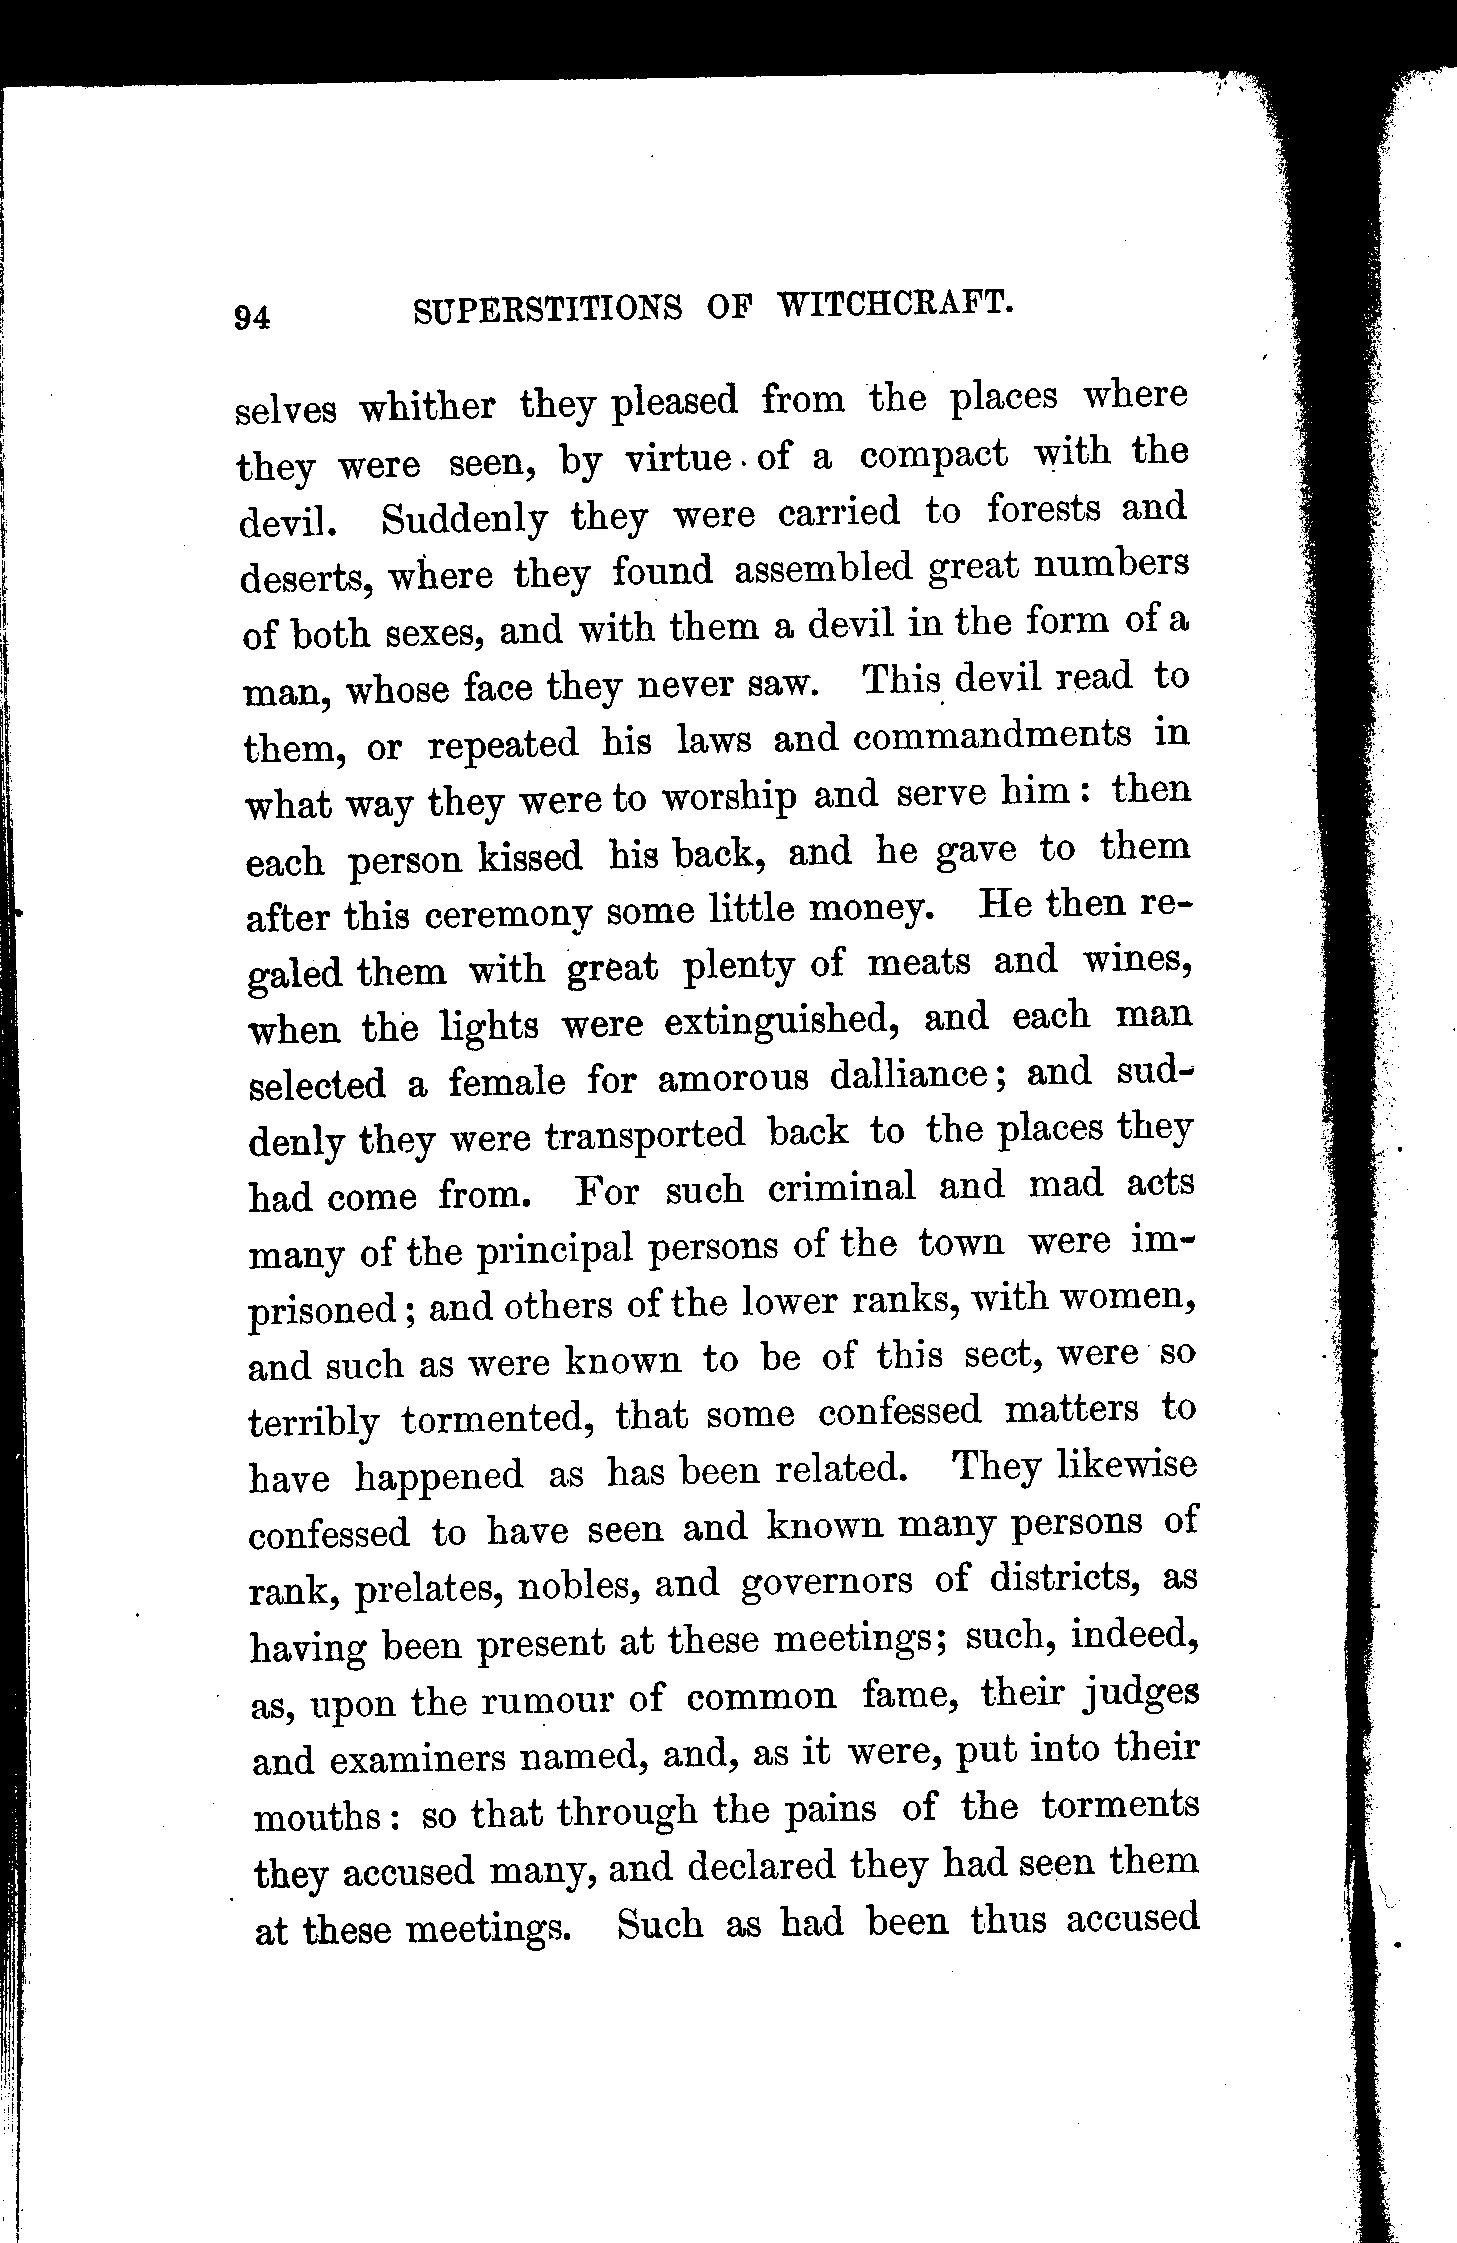 94 SUPERSTITIONS OF WITCHCRAFT.
selves whither they pleased from the places where
they were seen, by virtue of a compact with the
devil. Suddenly they were carried to forests and
deserts, where they found assembled great numbers
of both sexes, and with them a devil in the form of a
man, whose face they never saw. This devil read to
them, or repeated his laws and commandments in
what way they were to worship and serve him : then
each person kissed his back, and he gave to them
after this ceremony some little money. He then re-
galed them with great plenty of meats and wines,
when the lights were extinguished, and each man
selected a female for amorous dalliance; and sud-
denly they were transported back to the places they
had come from. For such criminal and mad acts
many of the principal persons of the town were im-
prisoned ; and others of the lower ranks, with women,
and such as were known to be of this sect, were so
terribly tormented, that some confessed matters to
have happened as has been related. They likewise
confessed to have seen and known many persons of
rank, prelates, nobles, and governors of districts, as
having been present at these meetings; such, indeed,
as, upon the rumour of common fame, their judges
and examiners named, and, as it were, put into their
mouths : so that through the pains of the torments
they accused many, and declared they had seen them
at these meetings. Such as had been thus accused